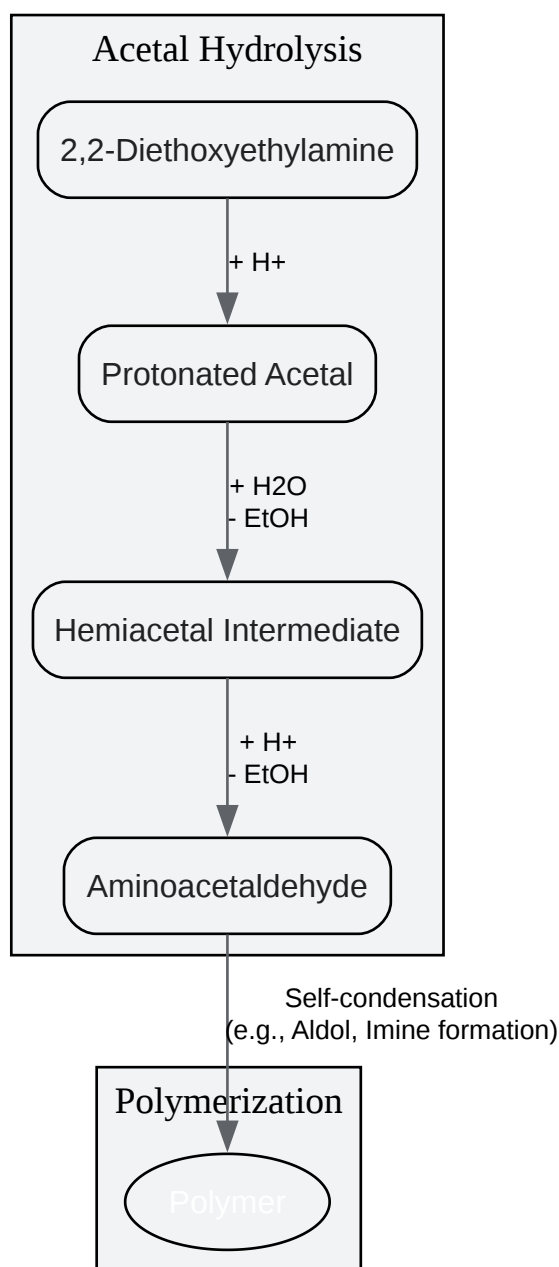 Acetal Hydrolysis
2,2-Diethoxyethylamine
+ H+
Protonated Acetal
+ H2O
- EtOH
Hemiacetal Intermediate
+ H+
- EtOH
Aminoacetaldehyde
Self-condensation
(e.g., Aldol, Imine formation)
Polymerization
Polymer